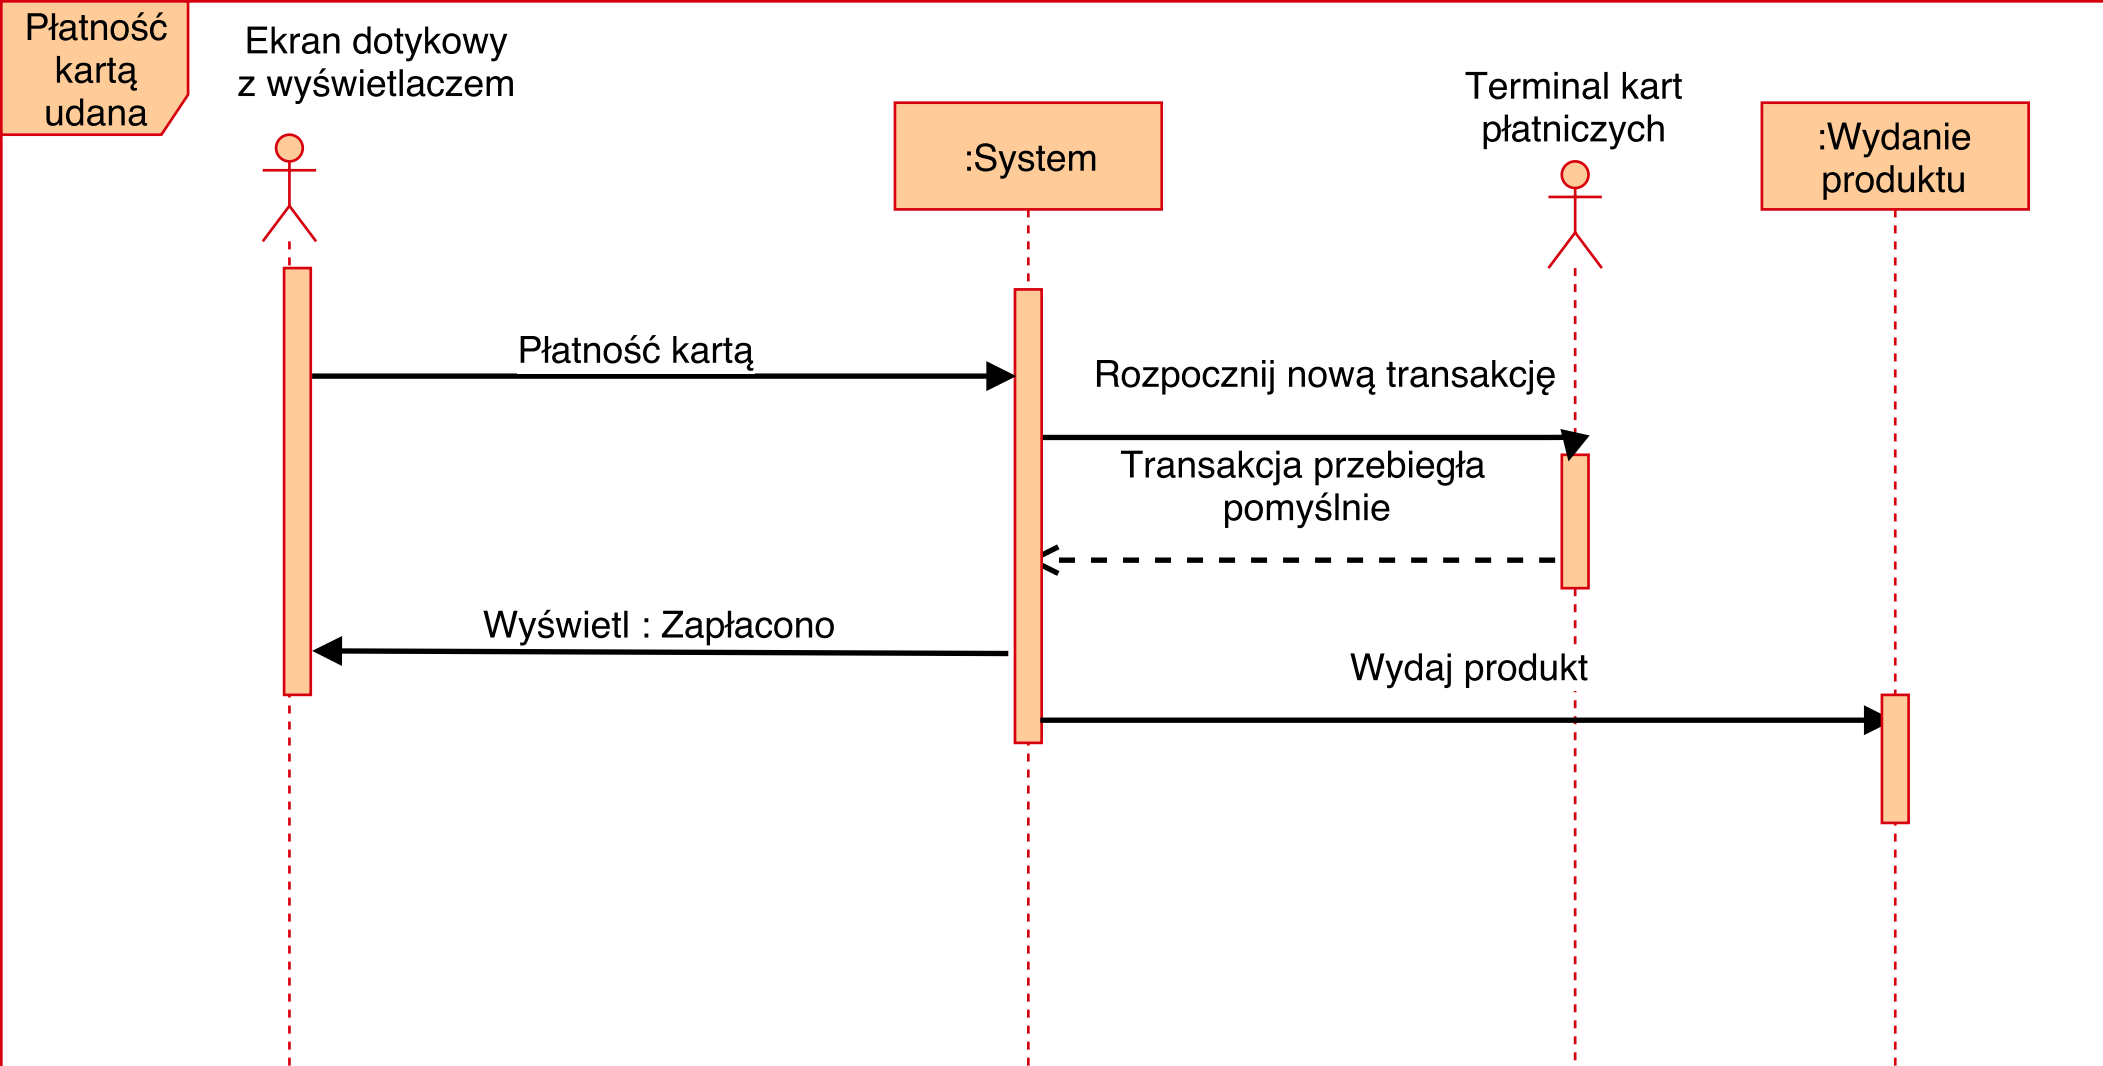 Płatność
kartą
udana
Ekran dotykowy
z wyświetlaczem
:System
Terminal kart
płatniczych
:Wydanie
produktu
Płatność kartą
Rozpocznij nową transakcję
Transakcja przebiegła
pomyślnie
Wyświetl : Zapłacono
Wydaj produkt